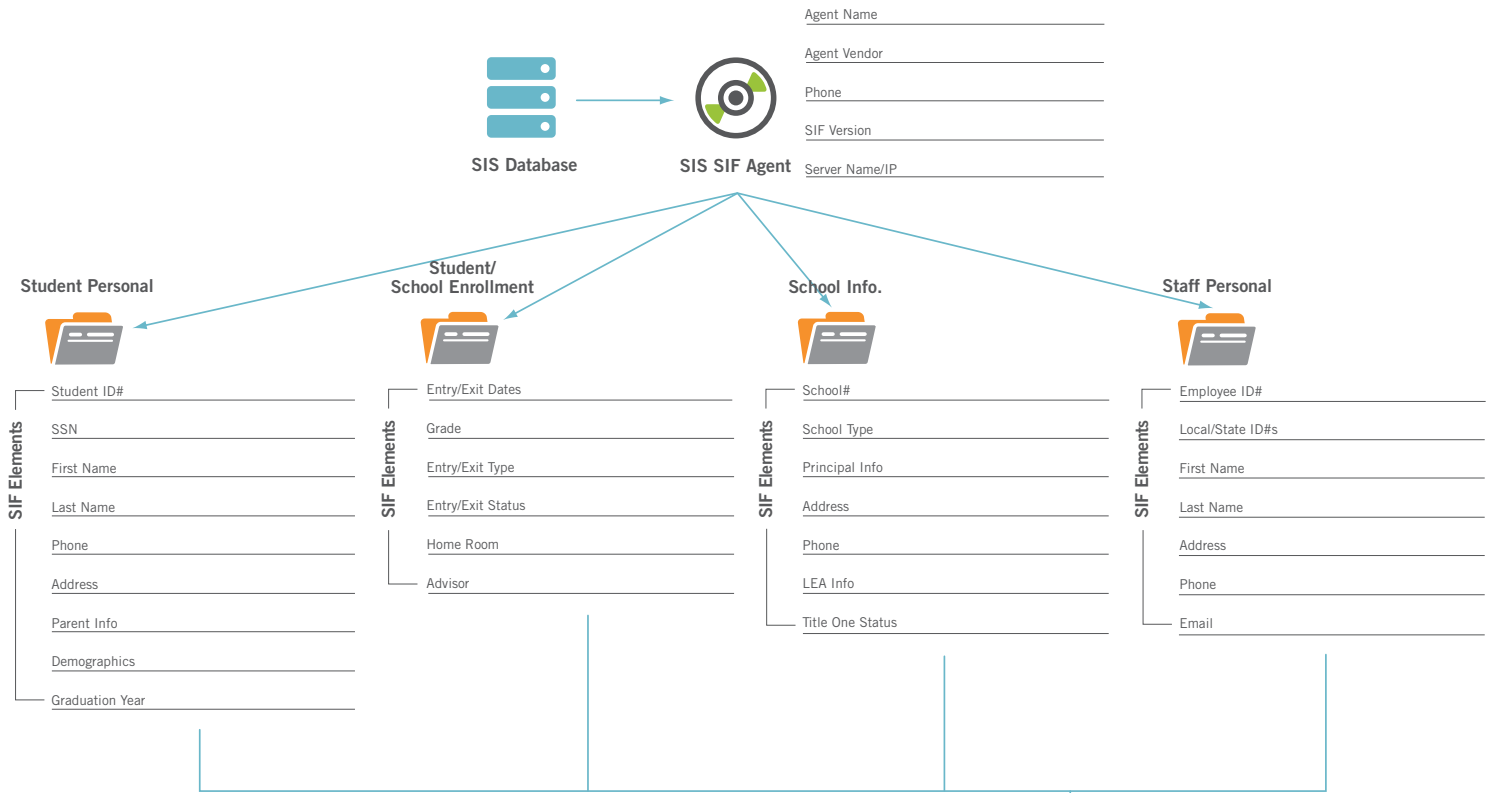 Agent Name
Agent Vendor
Phone
SIF Version
Server Name/IP
SIS Database
SIS SIF Agent
Student Personal
SIF Elements
Student ID#
SSN
First Name
Last Name
Phone
Address
Parent Info
Demographics
Graduation Year
Student/
School Enrollment
SIF Elements
Entry/Exit Dates
Grade
Entry/Exit Type
Entry/Exit Status
Home Room
Advisor
School Info.
SIF Elements
School#
School Type
Principal Info
Address
Phone
LEA Info
Title One Status
Staff Personal
SIF Elements
Employee ID#
Local/State ID#s
First Name
Last Name
Address
Phone
Email